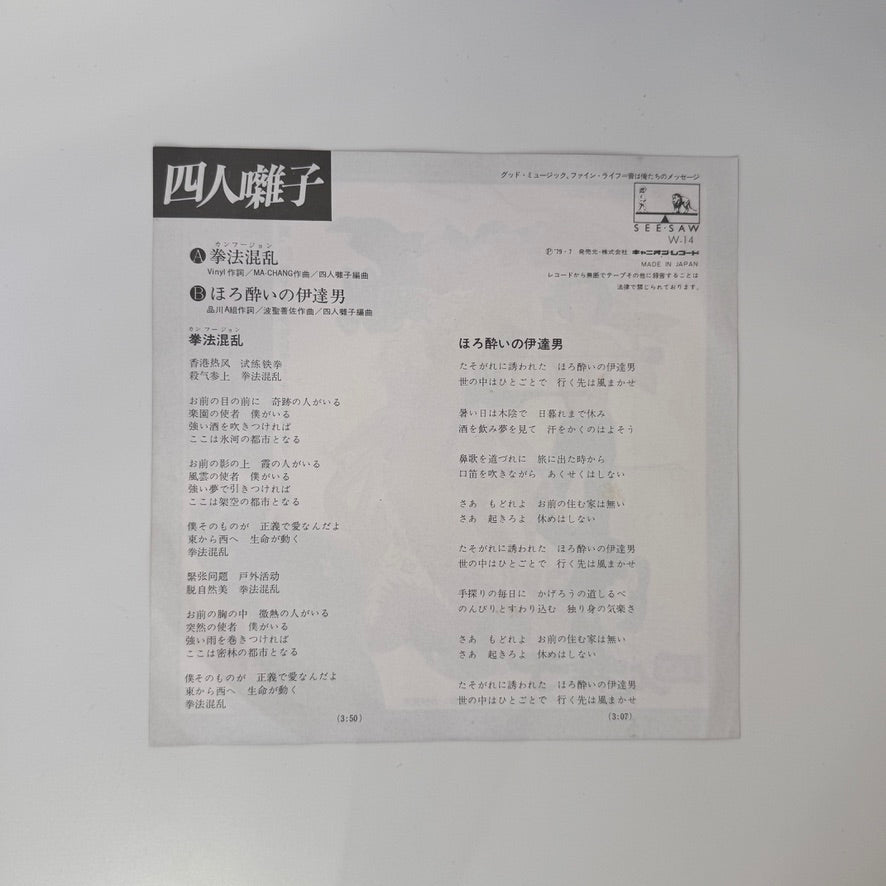 四人囃子
グッド・ミュージック、ファイン・ライフ=音は俺たちのメッセージ
SEE・SAW
W-14
℗'79・7 発売元・株式会社 キャニオンレコード
MADE IN JAPAN
レコードから無断でテープその他に録音することは
法律で禁じられております。
カンフージョン
A 拳法混乱
Vinyl作詞/MA-CHANG作曲/四人囃子編曲
B ほろ酔いの伊達男
品川A組作詞/波聖善佐作曲/四人囃子編曲
カンフージョン
拳法混乱
香港热风 试练铁拳
殺气参上 拳法混乱
お前の目の前に 奇跡の人がいる
楽園の使者 僕がいる
強い酒を吹きつければ
ここは氷河の都市となる
お前の影の上 霞の人がいる
風雲の使者 僕がいる
強い夢で引きつければ
ここは架空の都市となる
僕そのものが 正義で愛なんだよ
東から西へ 生命が動く
拳法混乱
緊张问题 戸外活动
脱自然美 拳法混乱
お前の胸の中 微熱の人がいる
突然の使者 僕がいる
強い雨を巻きつければ
ここは密林の都市となる
僕そのものが 正義で愛なんだよ
東から西へ 生命が動く
拳法混乱
(3:50)
ほろ酔いの伊達男
たそがれに誘われた ほろ酔いの伊達男
世の中はひとごとで 行く先は風まかせ
暑い日は木陰で 日暮れまで休み
酒を飲み夢を見て 汗をかくのはよそう
鼻歌を道づれに 旅に出た時から
口笛を吹きながら あくせくはしない
さあ もどれよ お前の住む家は無い
さあ 起きろよ 休めはしない
たそがれに誘われた ほろ酔いの伊達男
世の中はひとごとで 行く先は風まかせ
手探りの毎日に かげろうの道しるべ
のんびりとすわり込む 独り身の気楽さ
さあ もどれよ お前の住む家は無い
さあ 起きろよ 休めはしない
たそがれに誘われた ほろ酔いの伊達男
世の中はひとごとで 行く先は風まかせ
(3:07)